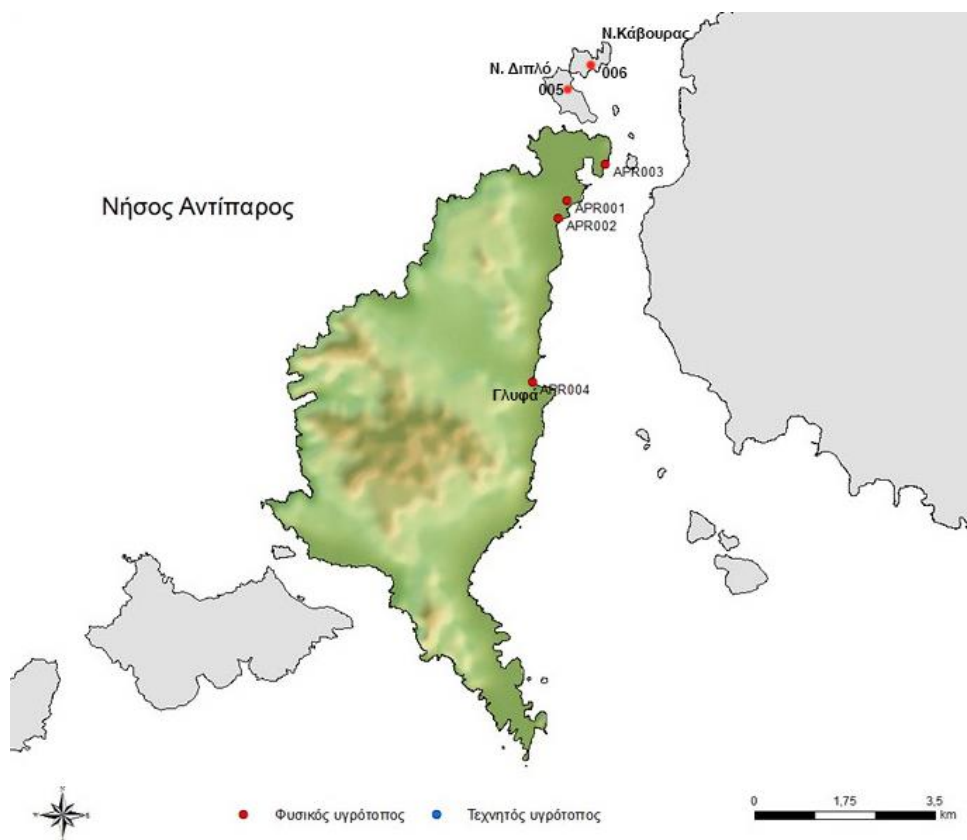 Ν.Κάβουρας
Ν. Διπλό
006
005
APR003
Νήσος Αντίπαρος
APR001
APR002
APR004
Γλυφά
Φυσικός υγρότοπος
Τεχνητός υγρότοπος
0 1,75 3,5
km